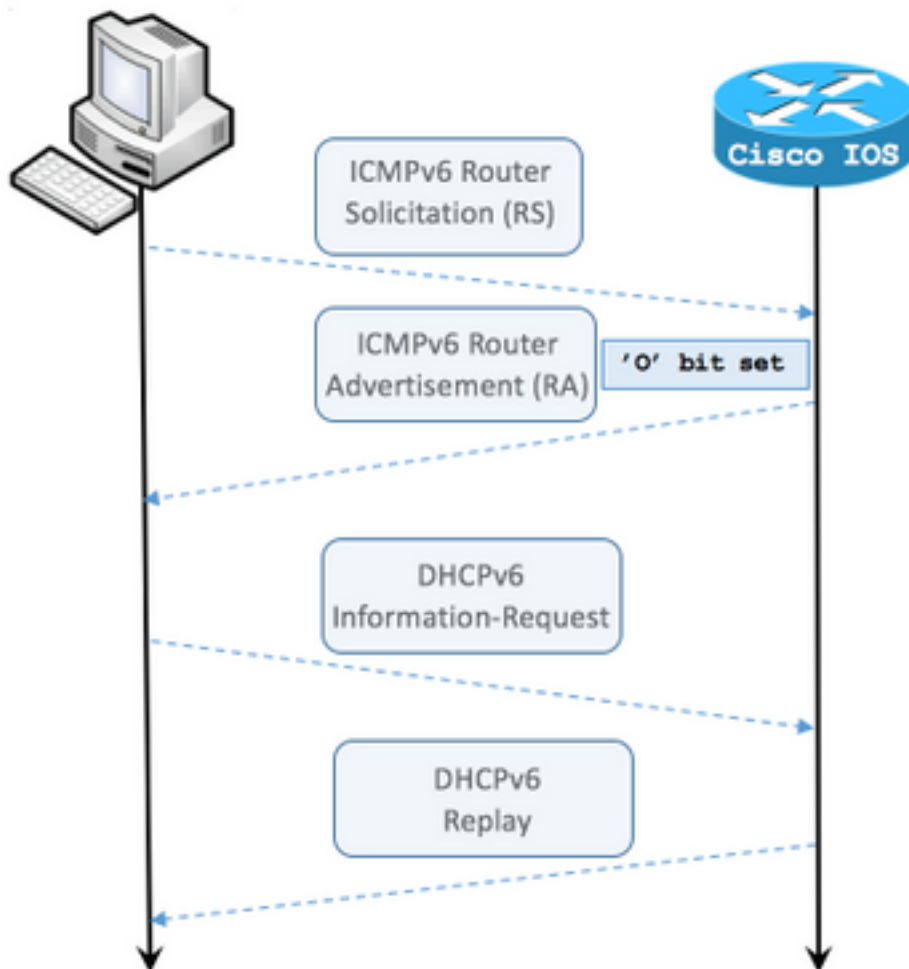 Cisco IOS
ICMPv6 Router
Solicitation (RS)
ICMPv6 Router
Advertisement (RA)
'O' bit set
DHCPv6
Information-Request
DHCPv6
Replay